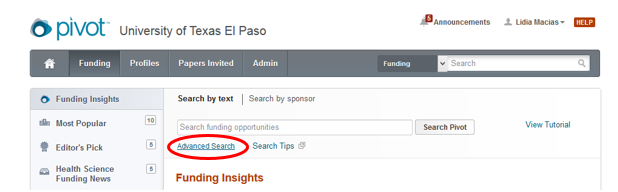 pivot™ University of Texas El Paso
5 Announcements Lidia Macias HELP
Funding Profiles Papers Invited Admin Funding Search
Funding Insights
Most Popular 10
Editor's Pick 5
Health Science Funding News 5
Search by text | Search by sponsor
Search funding opportunities Search Pivot View Tutorial
Advanced Search Search Tips
Funding Insights